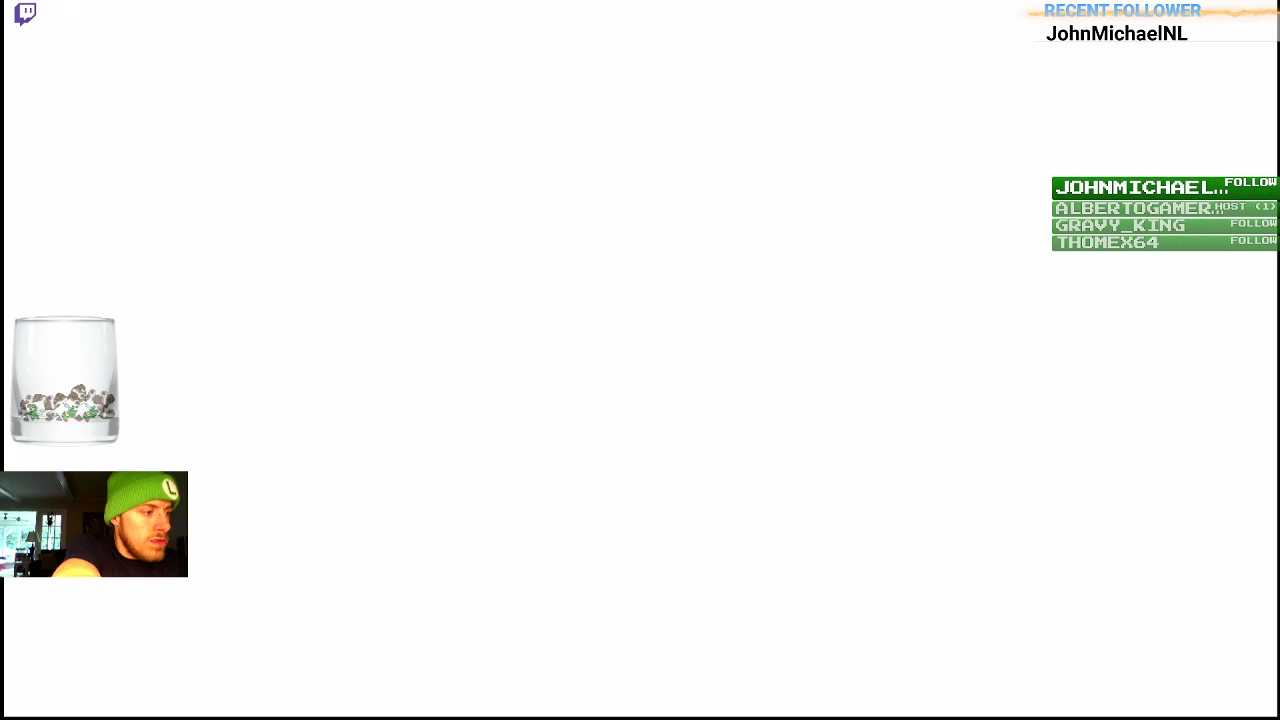 RECENT FOLLOWER
JohnMichaelNL
JOHNMICHAEL... FOLLOW
ALBERTOGAMER... HOST (1)
GRAVY_KING FOLLOW
THOMEX64 FOLLOW
L